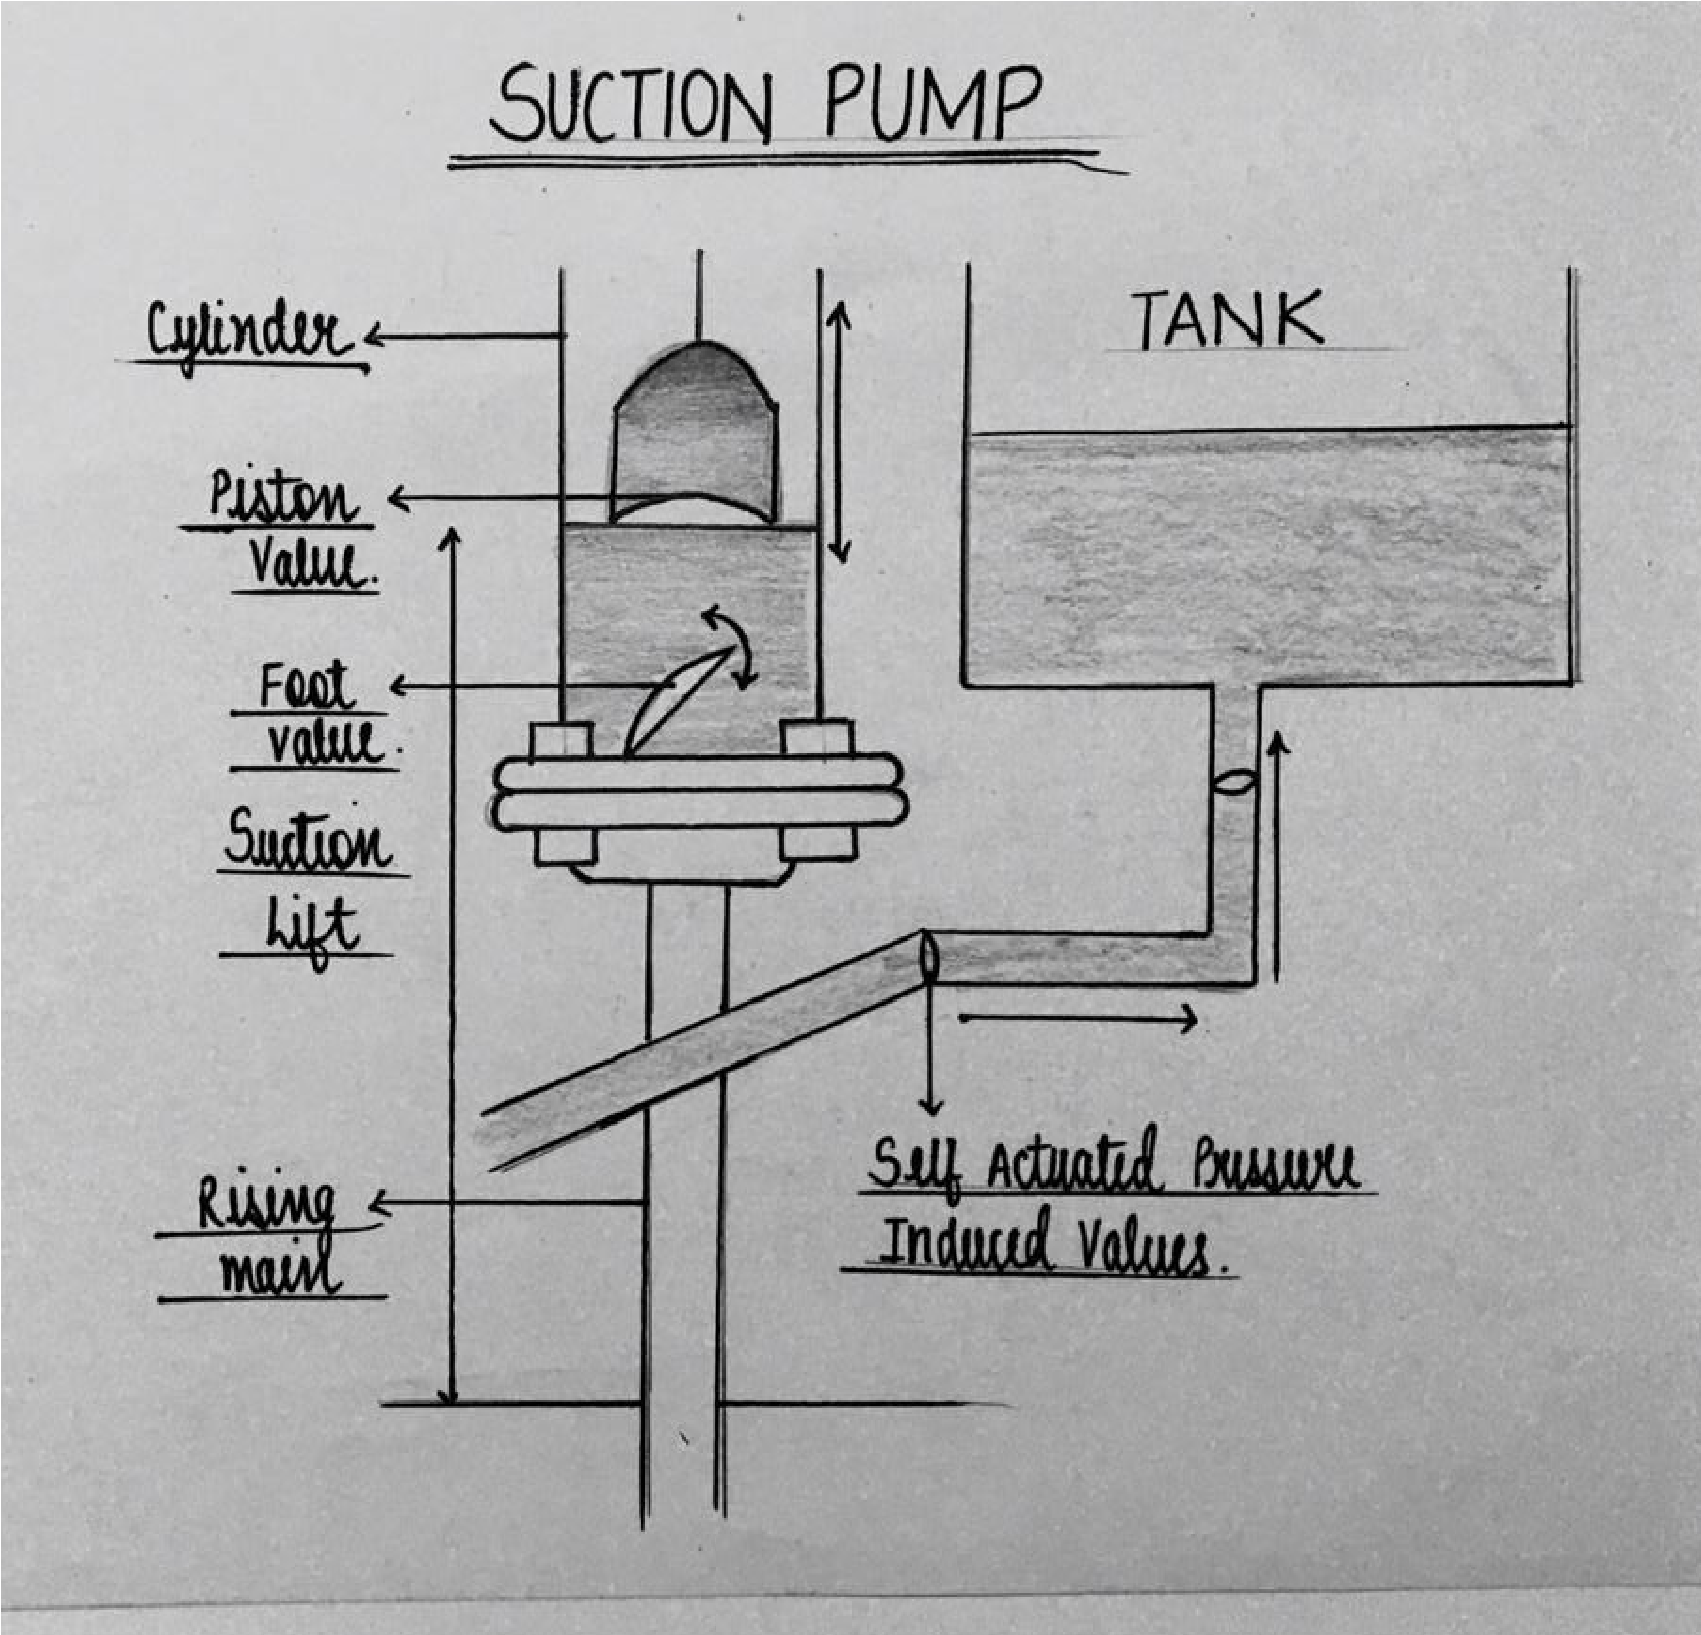 SUCTION PUMP
Cylinder
TANK
Piston
Value.
Foot
Value.
Suction
Lift
Self Actuated Pressure
Induced Values.
Rising
main